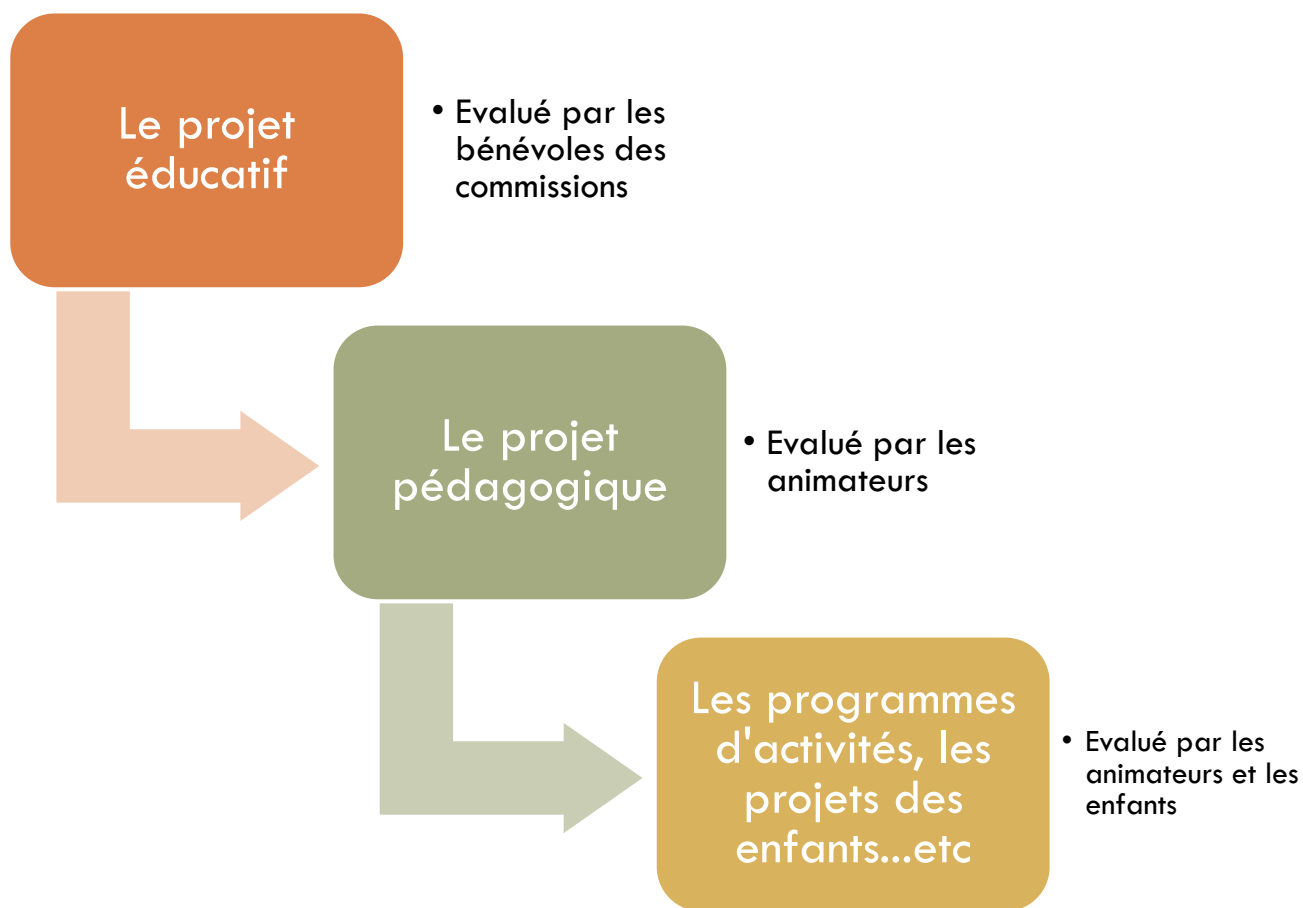 Le projet
éducatif
• Evalué par les
bénévoles des
commissions
Le projet
pédagogique
• Evalué par les
animateurs
Les programmes
d'activités, les
projets des
enfants...etc
• Evalué par les
animateurs et les
enfants